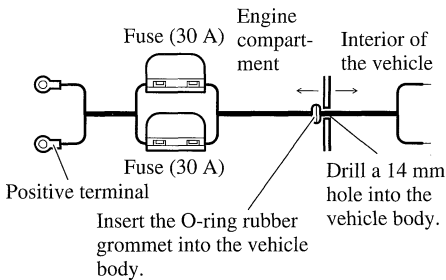 Fuse (30 A)
Engine
compart-
ment
Interior of
the vehicle
Fuse (30 A)
Positive terminal
Drill a 14 mm
hole into the
vehicle body.
Insert the O-ring rubber
grommet into the vehicle
body.